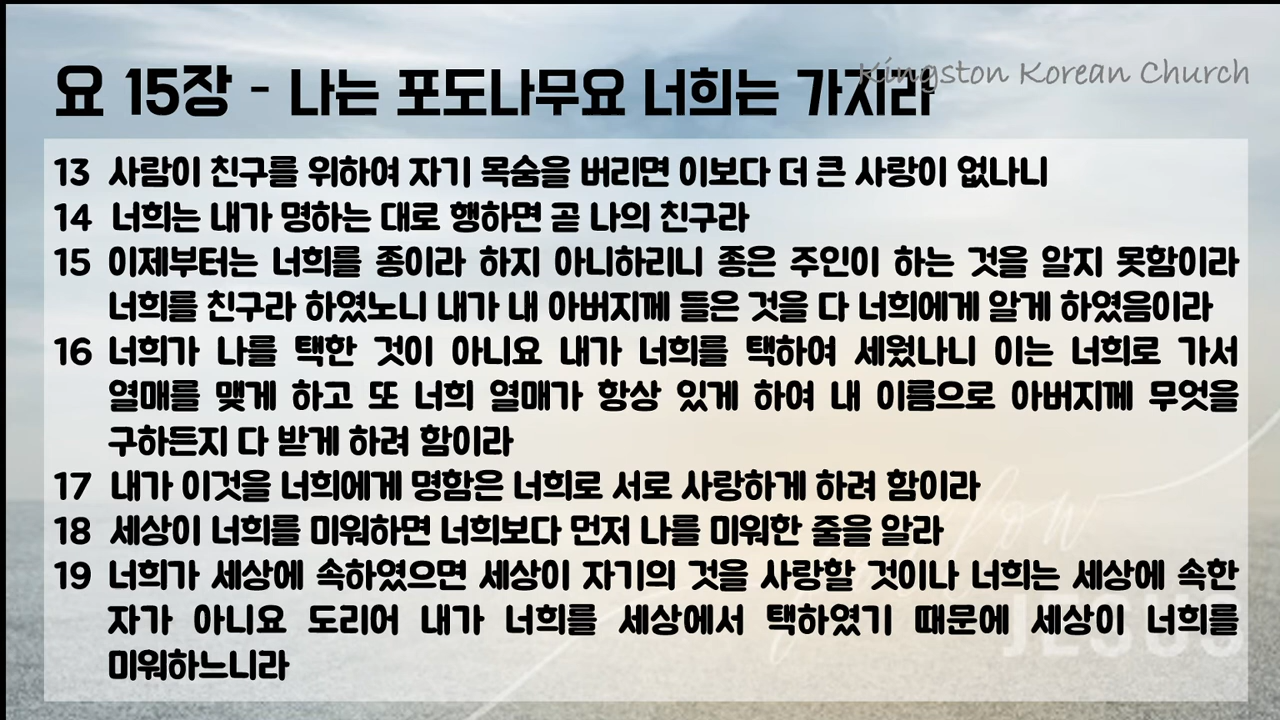 요 15장 - 나는 포도나무요 너희는 가지라
Kingston Korean Church
13 사람이 친구를 위하여 자기 목숨을 버리면 이보다 더 큰 사랑이 없나니
14 너희는 내가 명하는 대로 행하면 곧 나의 친구라
15 이제부터는 너희를 종이라 하지 아니하리니 종은 주인이 하는 것을 알지 못함이라
너희를 친구라 하였노니 내가 내 아버지께 들은 것을 다 너희에게 알게 하였음이라
16 너희가 나를 택한 것이 아니요 내가 너희를 택하여 세웠나니 이는 너희로 가서
열매를 맺게 하고 또 너희 열매가 항상 있게 하여 내 이름으로 아버지께 무엇을
구하든지 다 받게 하려 함이라
17 내가 이것을 너희에게 명함은 너희로 서로 사랑하게 하려 함이라
18 세상이 너희를 미워하면 너희보다 먼저 나를 미워한 줄을 알라
19 너희가 세상에 속하였으면 세상이 자기의 것을 사랑할 것이나 너희는 세상에 속한
자가 아니요 도리어 내가 너희를 세상에서 택하였기 때문에 세상이 너희를
미워하느니라
JESUS